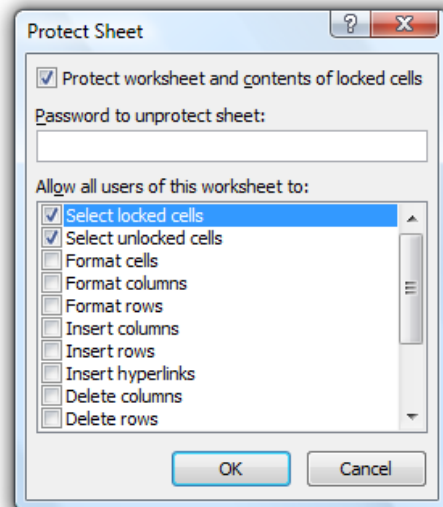 Protect Sheet
Protect worksheet and contents of locked cells
Password to unprotect sheet:
Allow all users of this worksheet to:
Select locked cells
Select unlocked cells
Format cells
Format columns
Format rows
Insert columns
Insert rows
Insert hyperlinks
Delete columns
Delete rows
OK Cancel